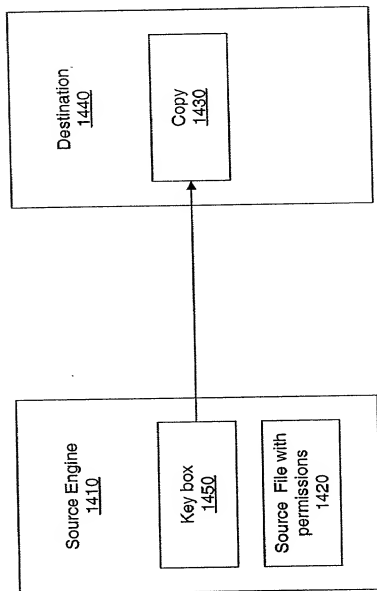 Source Engine
1410
Key box
1450
Source File with
permissions
1420
Destination
1440
Copy
1430